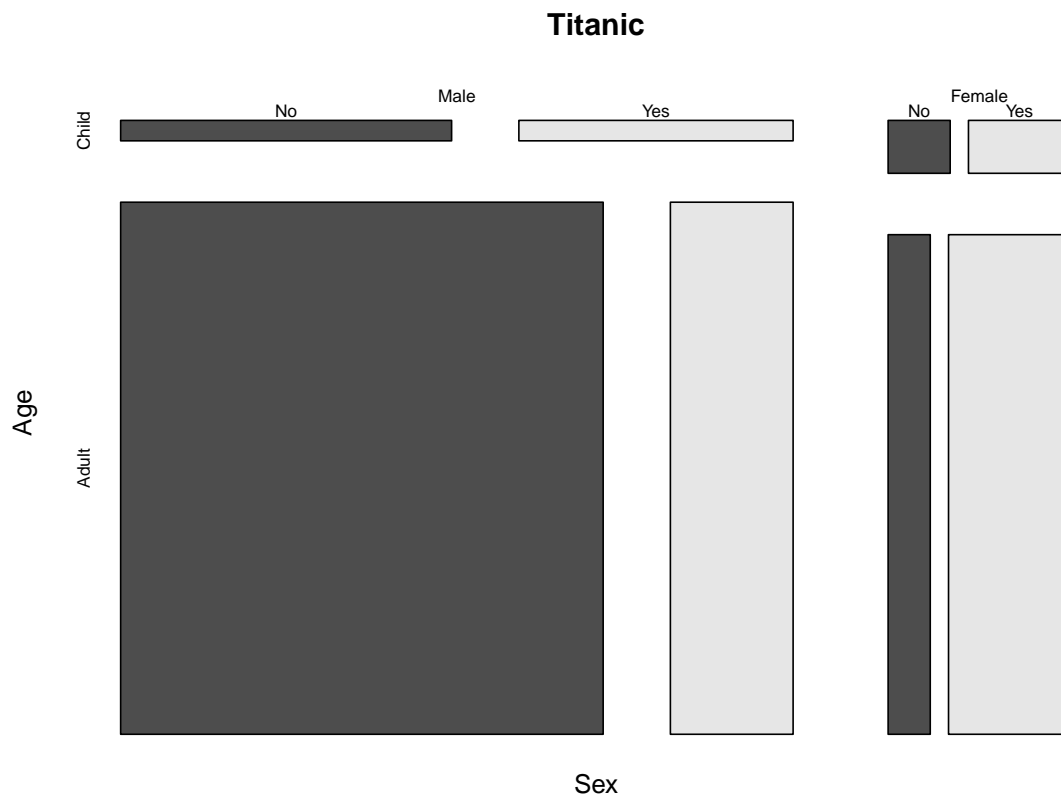 Titanic
Male
Female
No
Yes
No
Yes
Child
Adult
Age
Sex